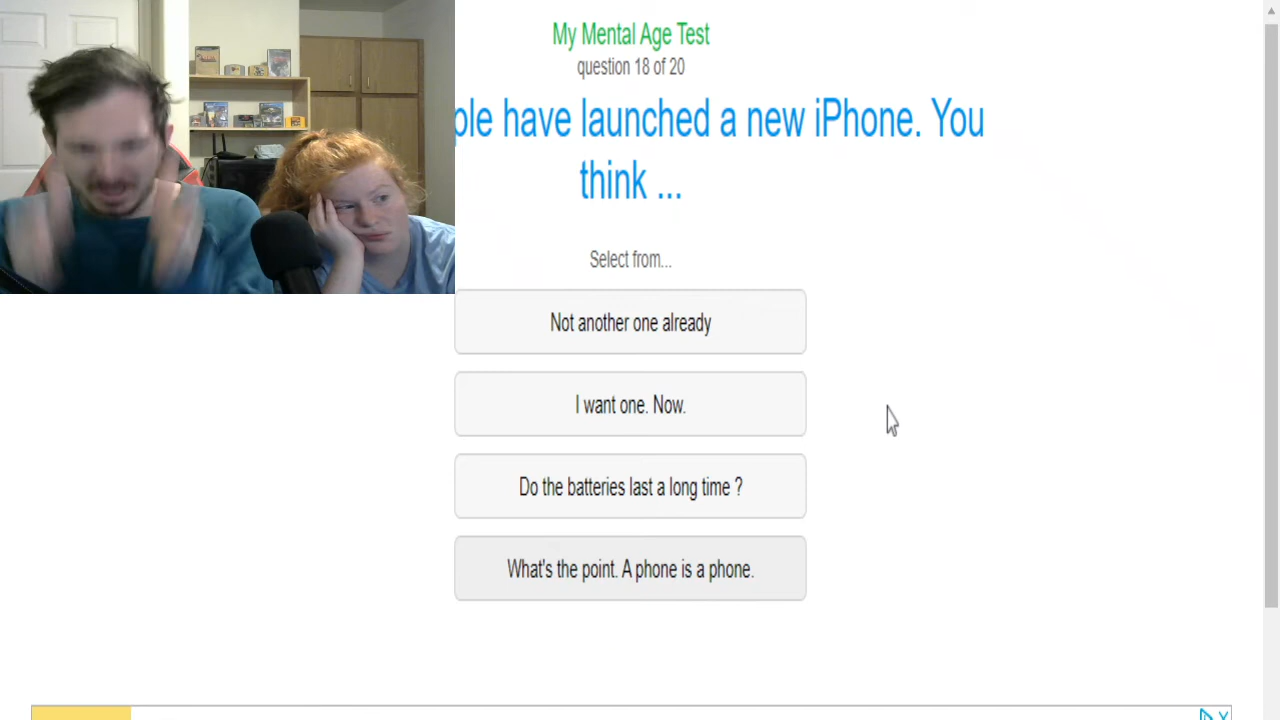 My Mental Age Test
question 18 of 20
ple have launched a new iPhone. You
think ...
Select from...
Not another one already
I want one. Now.
Do the batteries last a long time ?
What's the point. A phone is a phone.